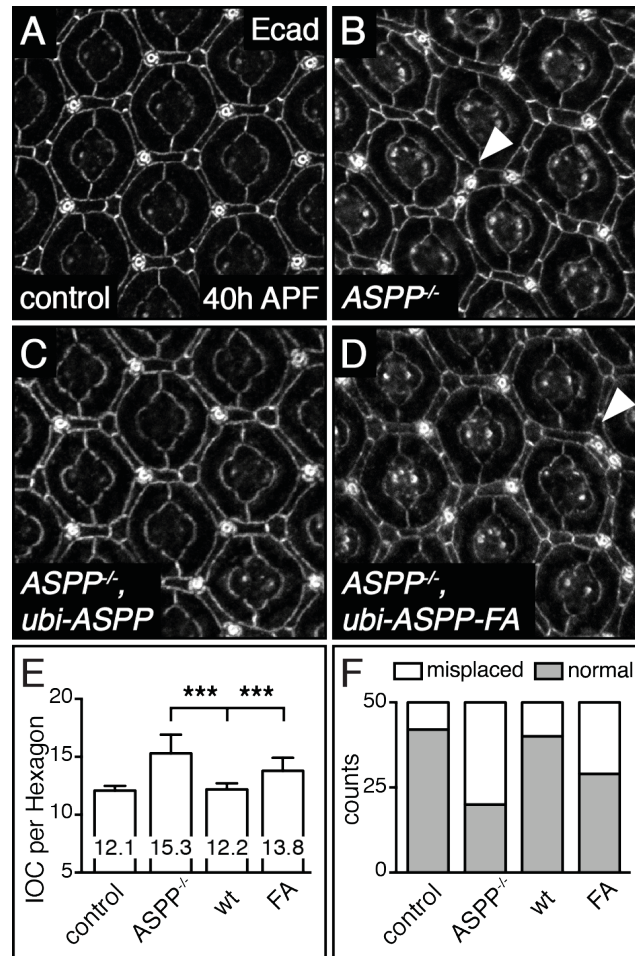 A
Ecad
control
40h APF
B
ASPP-/-
C
ASPP-/-,
ubi-ASPP
D
ASPP-/-,
ubi-ASPP-FA
E
20
15
10
5
IOC per Hexagon
*** ***
12.1 15.3 12.2 13.8
control ASPP-/- wt FA
F
misplaced normal
50
25
0
counts
control ASPP-/- wt FA